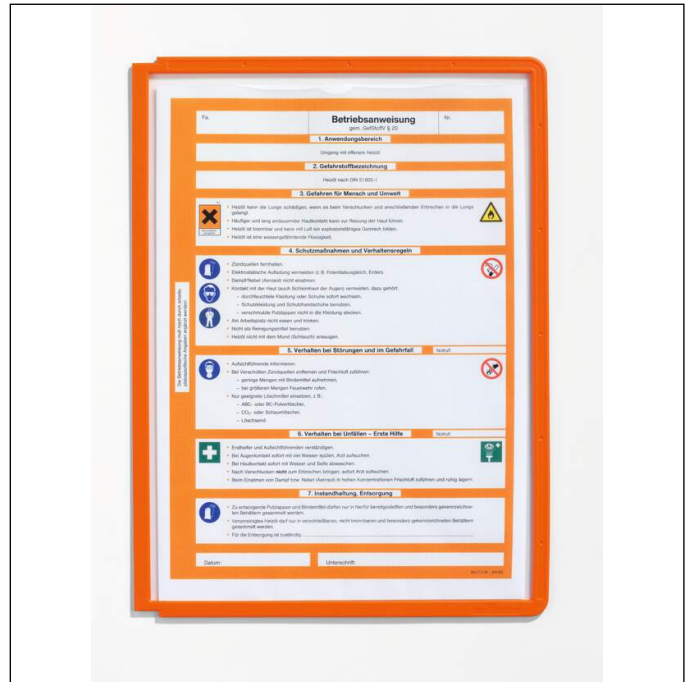 Fa.
Betriebsanweisung
Nr.
gem. GefStoffV § 20
1. Anwendungsbereich
Umgang mit offenem Heizöl
2. Gefahrstoffbezeichnung
Heizöl nach DIN 51603-1
3. Gefahren für Mensch und Umwelt
• Heizöl kann die Lunge schädigen, wenn es beim Verschlucken und anschließenden Erbrechen in die Lunge
gelangt.
• Häufiger und lang andauernder Hautkontakt kann zur Reizung der Haut führen.
• Heizöl ist brennbar und kann mit Luft ein explosionsfähiges Gemisch bilden.
• Heizöl ist eine wassergefährdende Flüssigkeit.
4. Schutzmaßnahmen und Verhaltensregeln
• Zündquellen fernhalten.
• Elektrostatische Aufladung vermeiden (z. B. Potentialausgleich, Erden).
• Dampf/Nebel (Aerosol) nicht einatmen.
• Kontakt mit der Haut (auch Schleimhaut der Augen) vermeiden, dazu gehört:
– durchfeuchtete Kleidung oder Schuhe sofort wechseln,
– Schutzkleidung und Schutzhandschuhe benutzen,
– verschmutzte Putzlappen nicht in die Kleidung stecken.
• Am Arbeitsplatz nicht essen und trinken.
• Nicht als Reinigungsmittel benutzen.
• Heizöl nicht mit dem Mund (Schlauch) ansaugen.
Die Betriebsanweisung muß noch durch arbeits-
platzspezifische Angaben ergänzt werden!
5. Verhalten bei Störungen und im Gefahrfall
Notruf:
• Aufsichtführende informieren.
• Bei Verschütten Zündquellen entfernen und Frischluft zuführen:
– geringe Mengen mit Bindemittel aufnehmen,
– bei größeren Mengen Feuerwehr rufen.
• Nur geeignete Löschmittel einsetzen, z. B.:
– ABC- oder BC-Pulverlöscher,
– CO₂- oder Schaumlöscher,
– Löschsand.
6. Verhalten bei Unfällen – Erste Hilfe
Notruf:
• Ersthelfer und Aufsichtführenden verständigen.
• Bei Augenkontakt sofort mit viel Wasser spülen, Arzt aufsuchen.
• Bei Hautkontakt sofort mit Wasser und Seife abwaschen.
• Nach Verschlucken nicht zum Erbrechen bringen, sofort Arzt aufsuchen.
• Beim Einatmen von Dampf bzw. Nebel (Aerosol) in hohen Konzentrationen Frischluft zuführen und ruhig lagern.
7. Instandhaltung, Entsorgung
• Zu entsorgende Putzlappen und Bindemittel dürfen nur in hierfür bereitgestellten und besonders gekennzeichne-
ten Behältern gesammelt werden.
• Verunreinigtes Heizöl darf nur in verschließbaren, nicht brennbaren und besonders gekennzeichneten Behältern
gesammelt werden.
• Für die Entsorgung ist zuständig:
Datum:
Unterschrift: